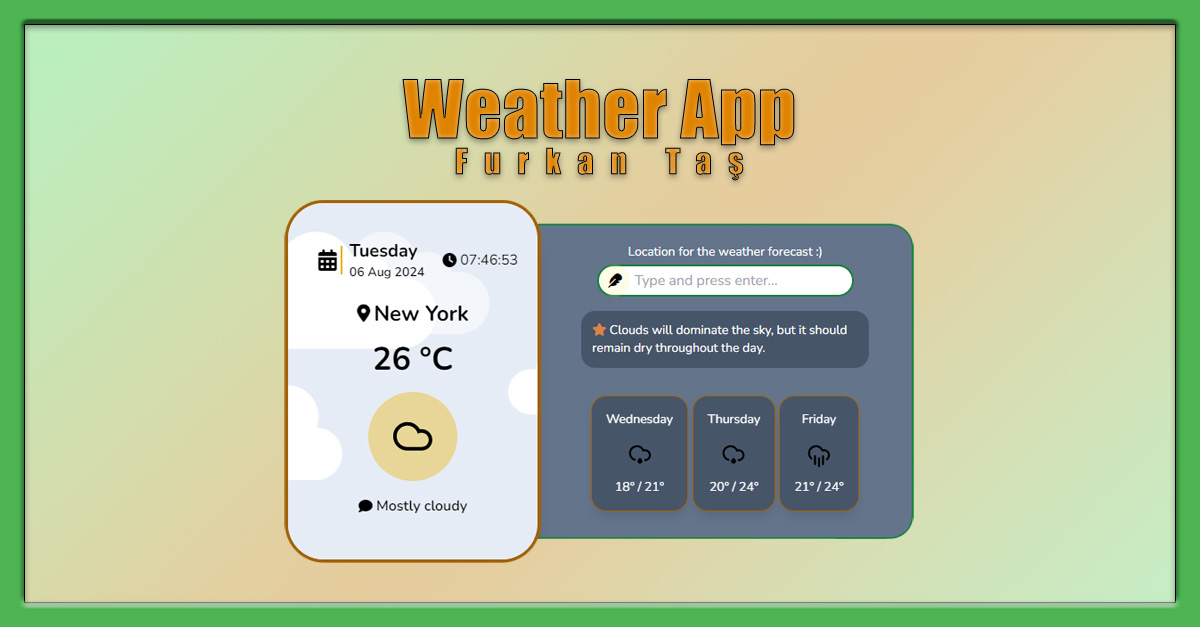 Weather App
Furkan Taş
Tuesday
06 Aug 2024
07:46:53
New York
26 °C
Mostly cloudy
Location for the weather forecast :)
Type and press enter...
Clouds will dominate the sky, but it should
remain dry throughout the day.
Wednesday
18° / 21°
Thursday
20° / 24°
Friday
21° / 24°